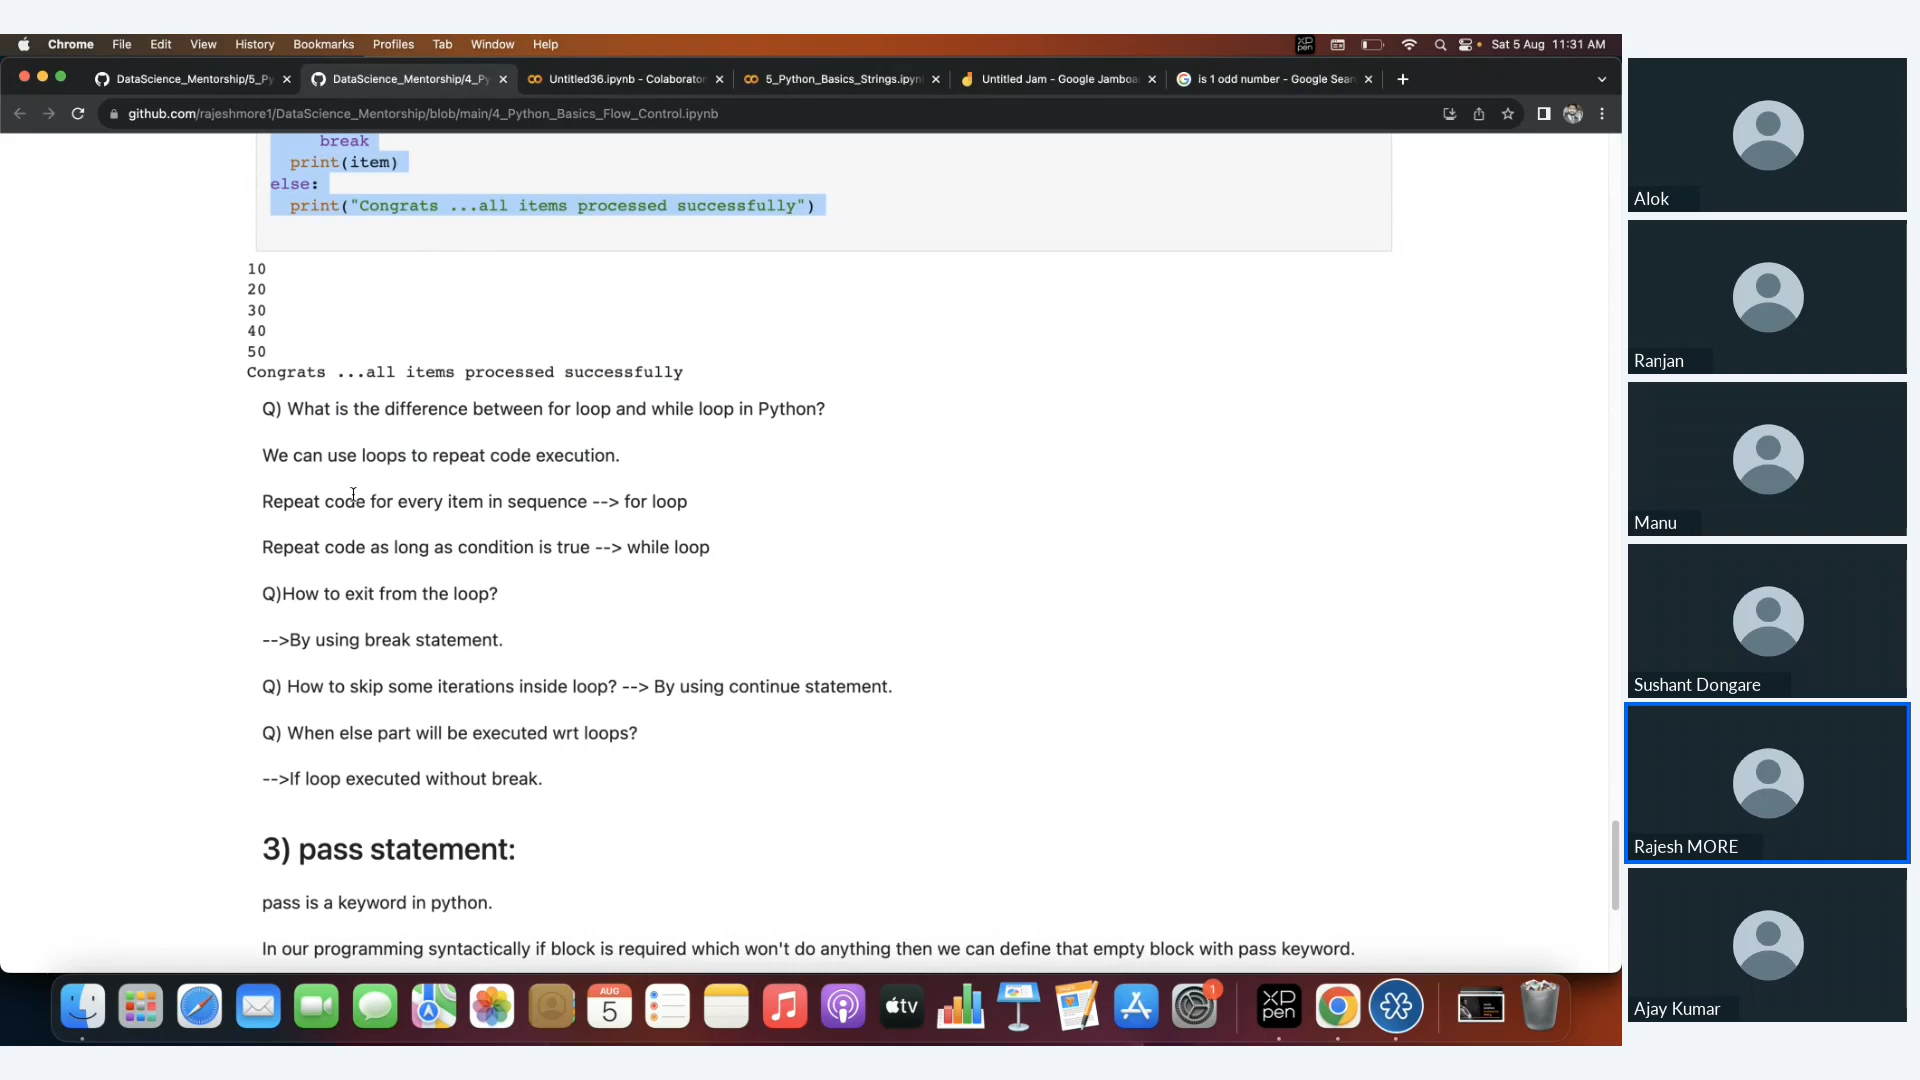 Chrome File Edit View History Bookmarks Profiles Tab Window Help
XP
pen
Sat 5 Aug 11:31 AM
DataScience_Mentorship/5_Py
DataScience_Mentorship/4_Py
Untitled36.ipynb - Colaborator
5_Python_Basics_Strings.ipyn
Untitled Jam - Google Jamboa
is 1 odd number - Google Sear
github.com/rajeshmore1/DataScience_Mentorship/blob/main/4_Python_Basics_Flow_Control.ipynb
break
print(item)
else:
print("Congrats ...all items processed successfully")
10
20
30
40
50
Congrats ...all items processed successfully
Q) What is the difference between for loop and while loop in Python?
We can use loops to repeat code execution.
Repeat code for every item in sequence --> for loop
Repeat code as long as condition is true --> while loop
Q)How to exit from the loop?
-->By using break statement.
Q) How to skip some iterations inside loop? --> By using continue statement.
Q) When else part will be executed wrt loops?
-->If loop executed without break.
3) pass statement:
pass is a keyword in python.
In our programming syntactically if block is required which won't do anything then we can define that empty block with pass keyword.
Alok
Ranjan
Manu
Sushant Dongare
Rajesh MORE
Ajay Kumar
AUG
5
tv
1
XP
pen